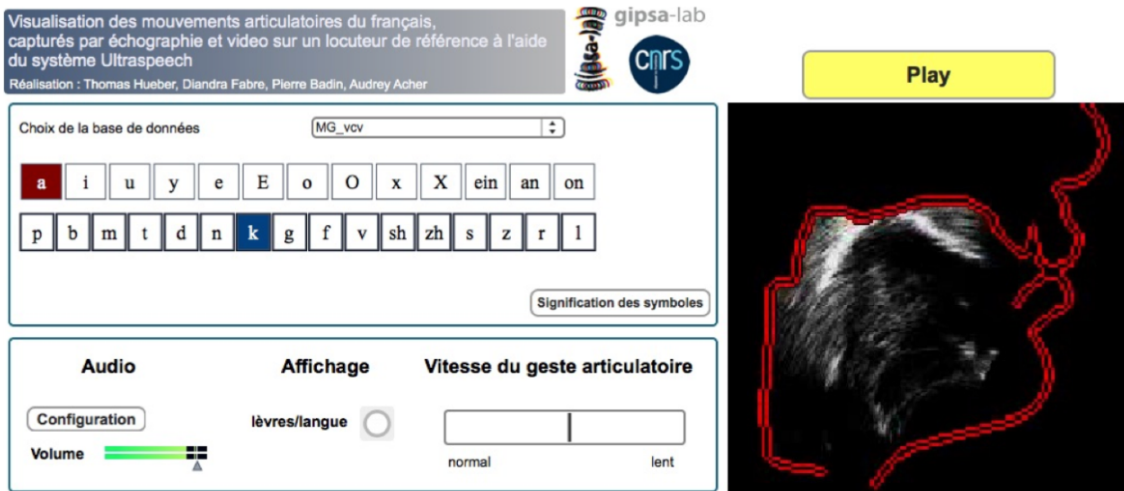 Visualisation des mouvements articulatoires du français,
capturés par échographie et video sur un locuteur de référence à l'aide
du système Ultraspeech
Réalisation : Thomas Hueber, Diandra Fabre, Pierre Badin, Audrey Acher
gipsa-lab
cnrs
Play
Choix de la base de données
MG_vcv
a i u y e E o O x X ein an on
p b m t d n k g f v sh zh s z r l
Signification des symboles
Audio
Affichage
Vitesse du geste articulatoire
Configuration
lèvres/langue
Volume
normal
lent